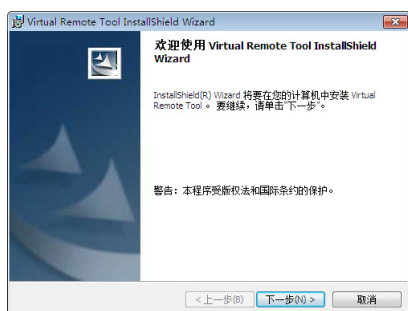 Virtual Remote Tool InstallShield Wizard
欢迎使用 Virtual Remote Tool InstallShield
Wizard
InstallShield(R) Wizard 将要在您的计算机中安装 Virtual
Remote Tool 。 要继续，请单击“下一步”。
警告：本程序受版权法和国际条约的保护。
< 上一步(B) 下一步(N) > 取消